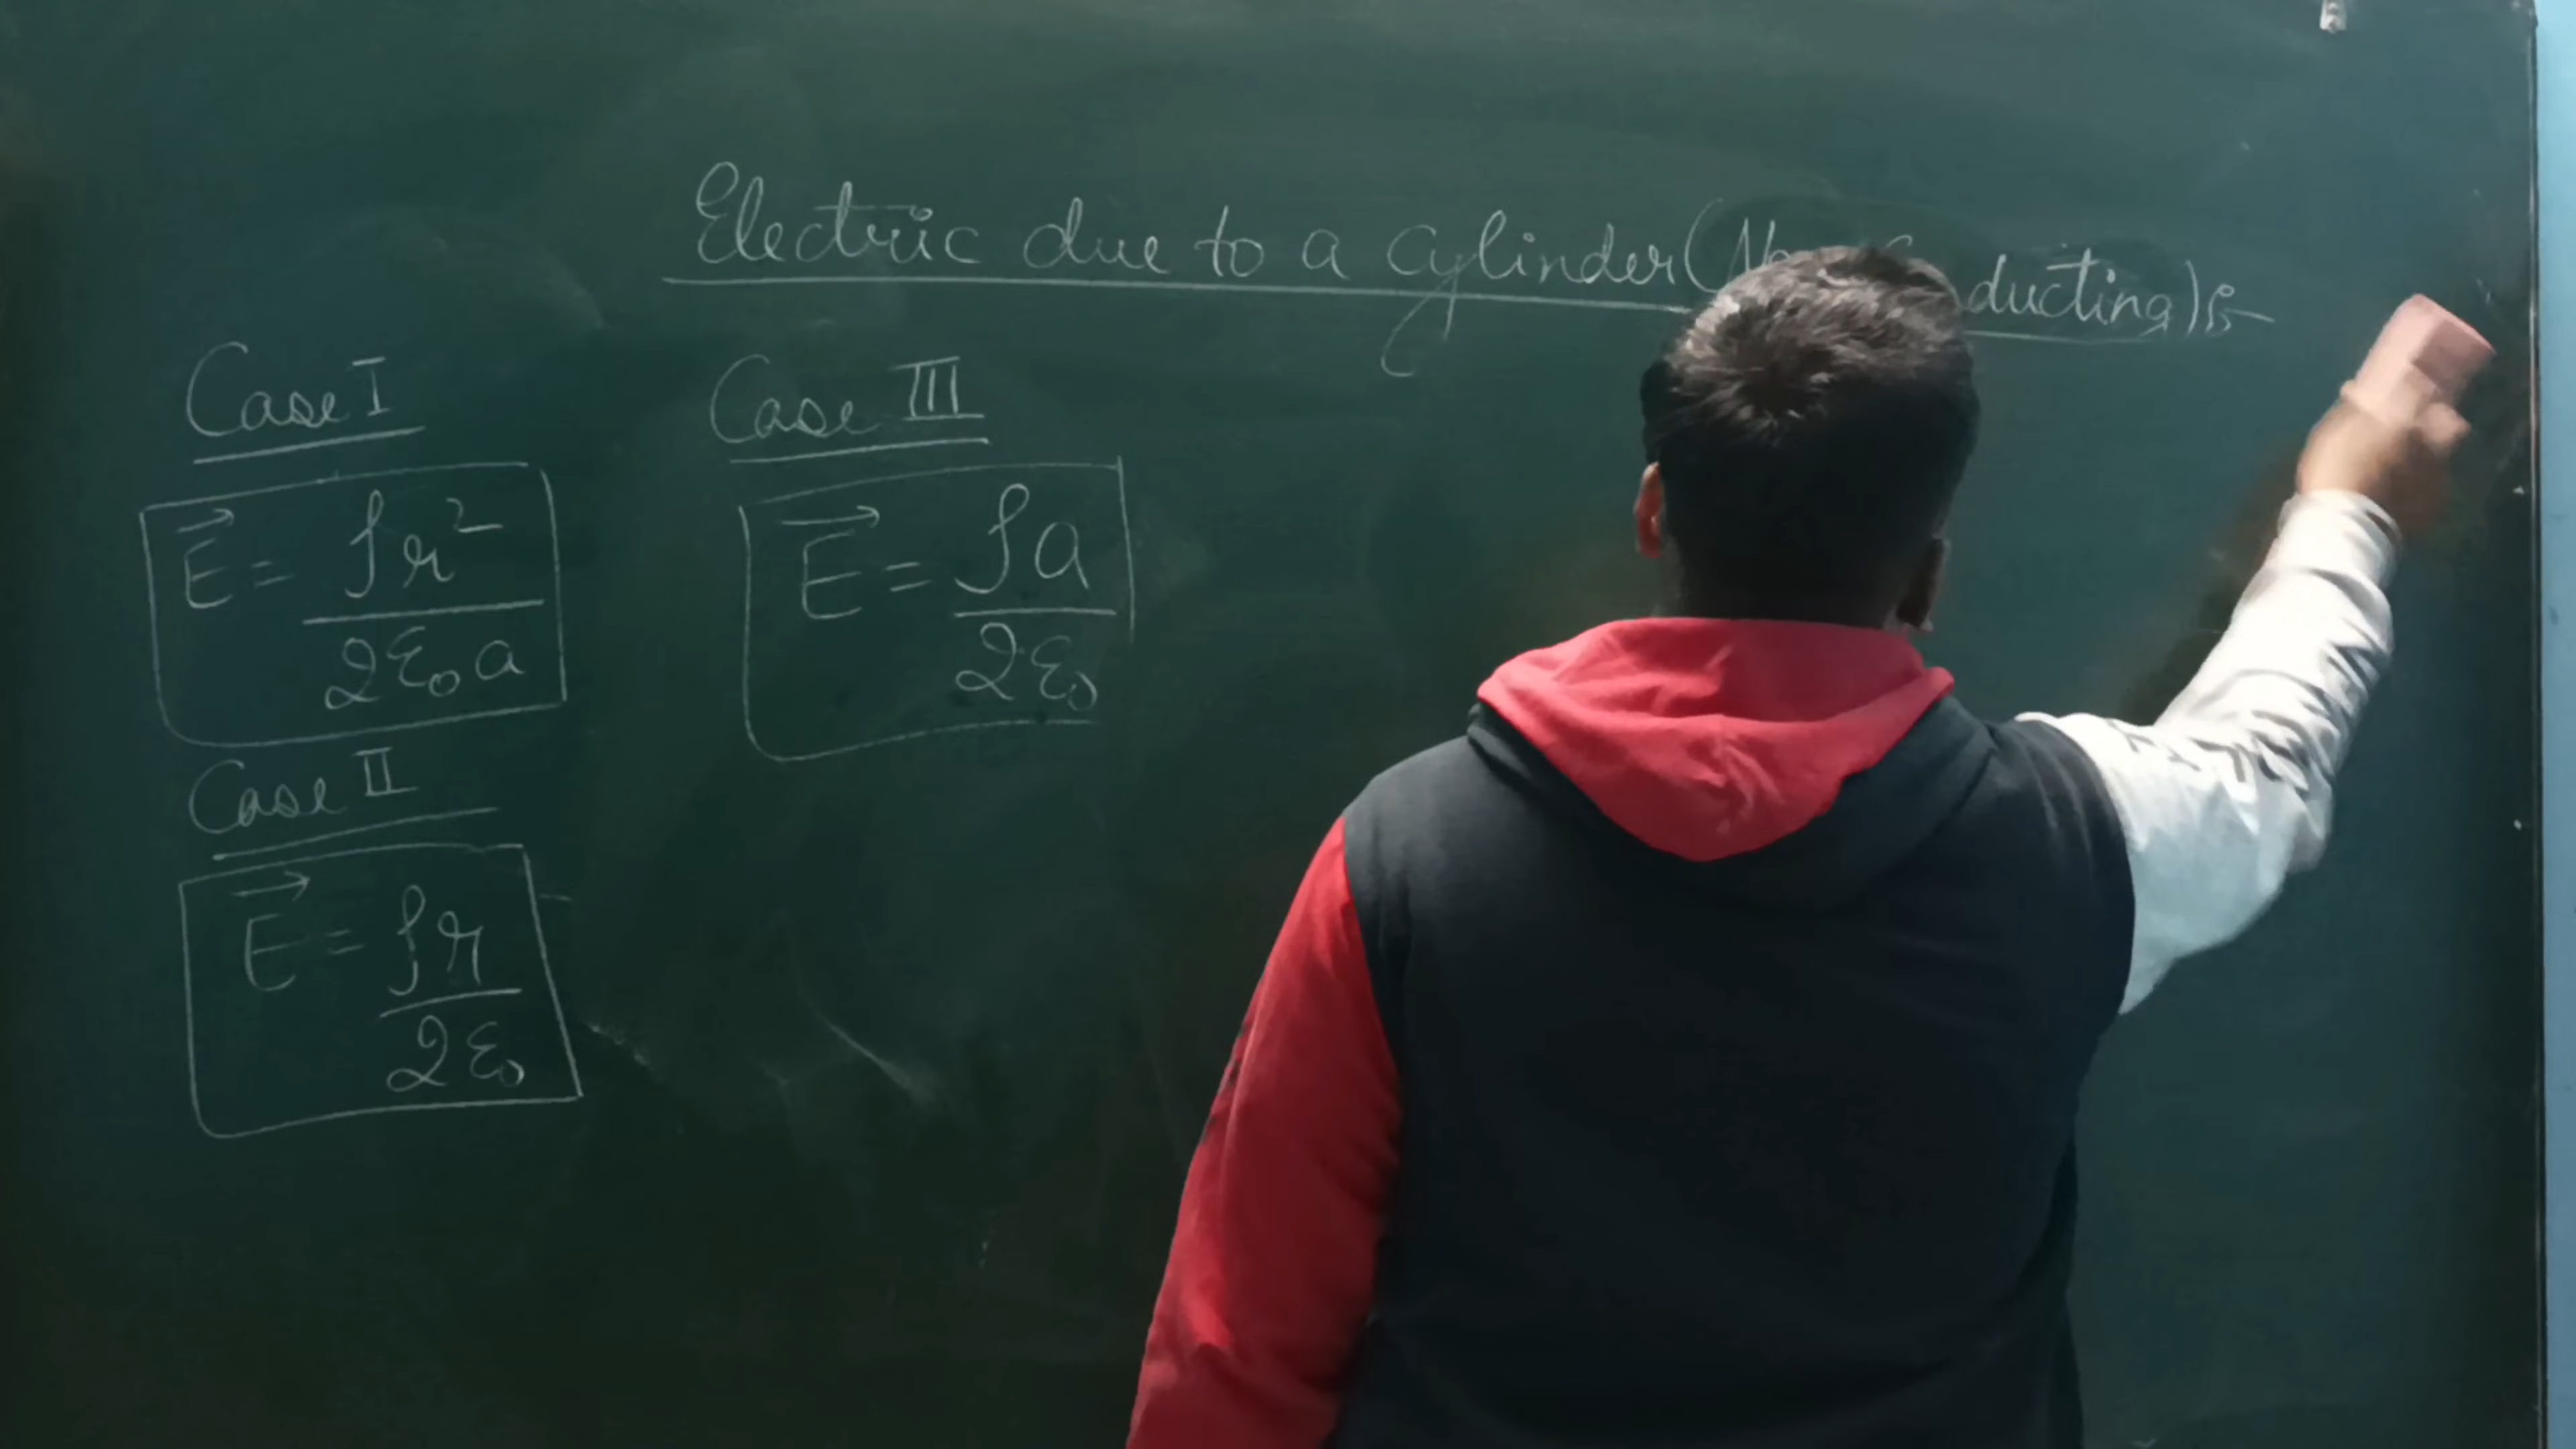 Electric due to a Cylinder (ducting):-
Case I
E⃗ = ρr² / 2ε₀a
Case II
E⃗ = ρr / 2ε₀
Case III
E⃗ = ρa / 2ε₀